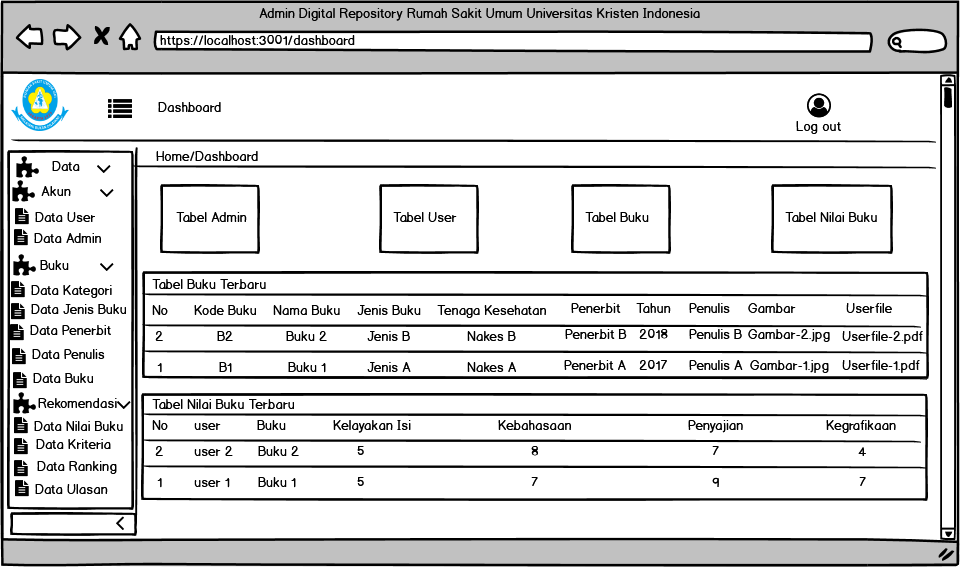 Admin Digital Repository Rumah Sakit Umum Universitas Kristen Indonesia
https://localhost:3001/dashboard
Dashboard
Log out
Home/Dashboard
Data
Akun
Data User
Data Admin
Buku
Data Kategori
Data Jenis Buku
Data Penerbit
Data Penulis
Data Buku
Rekomendasi
Data Nilai Buku
Data Kriteria
Data Ranking
Data Ulasan
Tabel Admin Tabel User Tabel Buku Tabel Nilai Buku
Tabel Buku Terbaru
No Kode Buku Nama Buku Jenis Buku Tenaga Kesehatan Penerbit Tahun Penulis Gambar Userfile
2 B2 Buku 2 Jenis B Nakes B Penerbit B 2018 Penulis B Gambar-2.jpg Userfile-2.pdf
1 B1 Buku 1 Jenis A Nakes A Penerbit A 2017 Penulis A Gambar-1.jpg Userfile-1.pdf
Tabel Nilai Buku Terbaru
No user Buku Kelayakan Isi Kebahasaan Penyajian Kegrafikaan
2 user 2 Buku 2 5 8 7 4
1 user 1 Buku 1 5 7 9 7